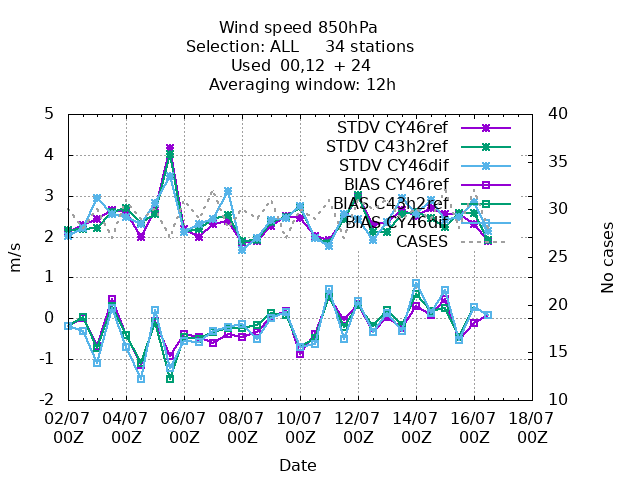 Wind speed 850hPa
Selection: ALL 34 stations
Used 00,12 + 24
Averaging window: 12h
5
4
3
2
1
0
-1
-2
m/s
40
35
30
25
20
15
10
No cases
STDV CY46ref
STDV C43h2ref
STDV CY46dif
BIAS CY46ref
BIAS C43h2ref
BIAS CY46dif
CASES
02/07 04/07 06/07 08/07 10/07 12/07 14/07 16/07 18/07
00Z 00Z 00Z 00Z 00Z 00Z 00Z 00Z 00Z
Date